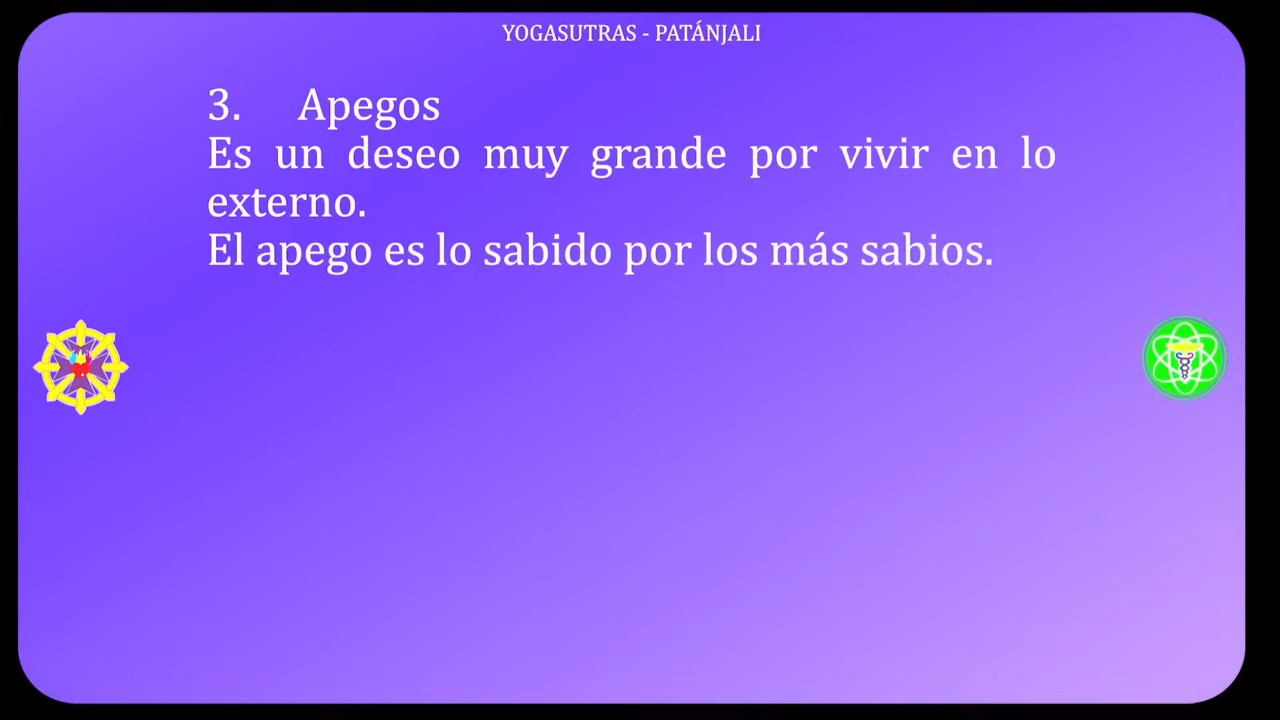 YOGASUTRAS - PATÁNJALI
3. Apegos
Es un deseo muy grande por vivir en lo
externo.
El apego es lo sabido por los más sabios.